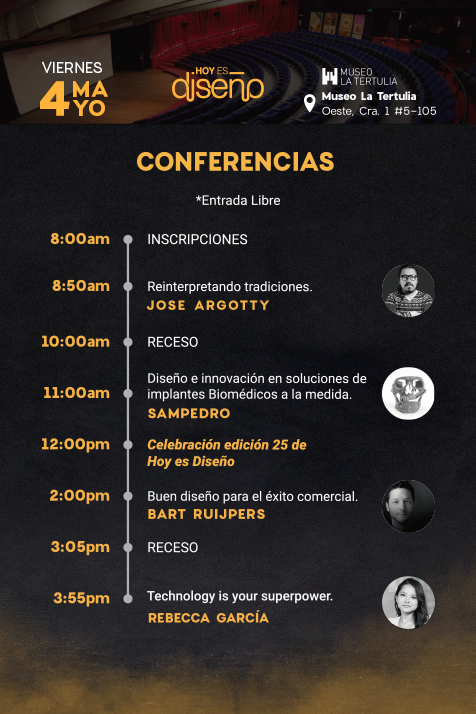 VIERNES
4 MA
YO
HOY ES
diseño
MUSEO
LA TERTULIA
Museo La Tertulia
Oeste, Cra. 1 #5-105
CONFERENCIAS
*Entrada Libre
8:00am INSCRIPCIONES
8:50am Reinterpretando tradiciones.
JOSE ARGOTTY
10:00am RECESO
11:00am Diseño e innovación en soluciones de
implantes Biomédicos a la medida.
SAMPEDRO
12:00pm Celebración edición 25 de
Hoy es Diseño
2:00pm Buen diseño para el éxito comercial.
BART RUIJPERS
3:05pm RECESO
3:55pm Technology is your superpower.
REBECCA GARCÍA